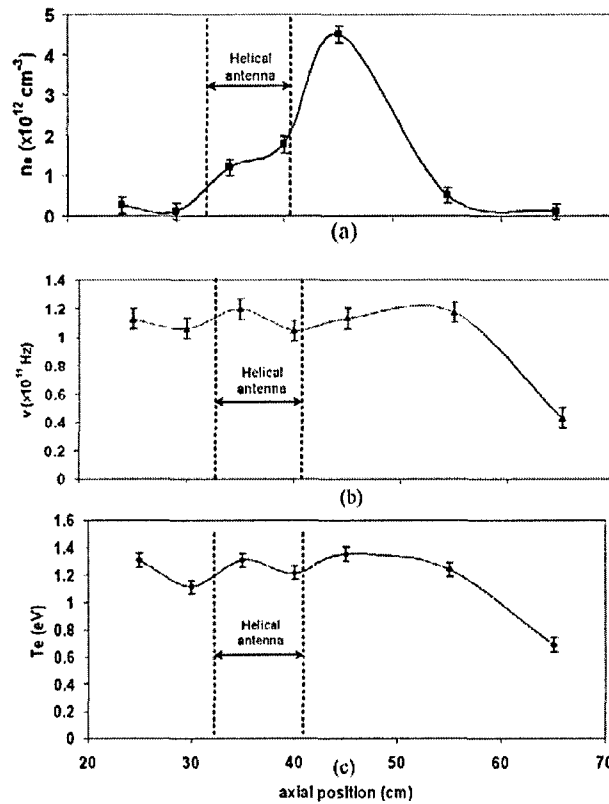 5
4
3
2
1
0
nₑ (×10¹² cm⁻³)
Helical
antenna
(a)
1.4
1.2
1
0.8
0.6
0.4
0.2
0
ν (×10¹¹ Hz)
Helical
antenna
(b)
1.6
1.4
1.2
1
0.8
0.6
0.4
0.2
0
Te (eV)
Helical
antenna
20 30 40 50 60 70
(c)
axial position (cm)